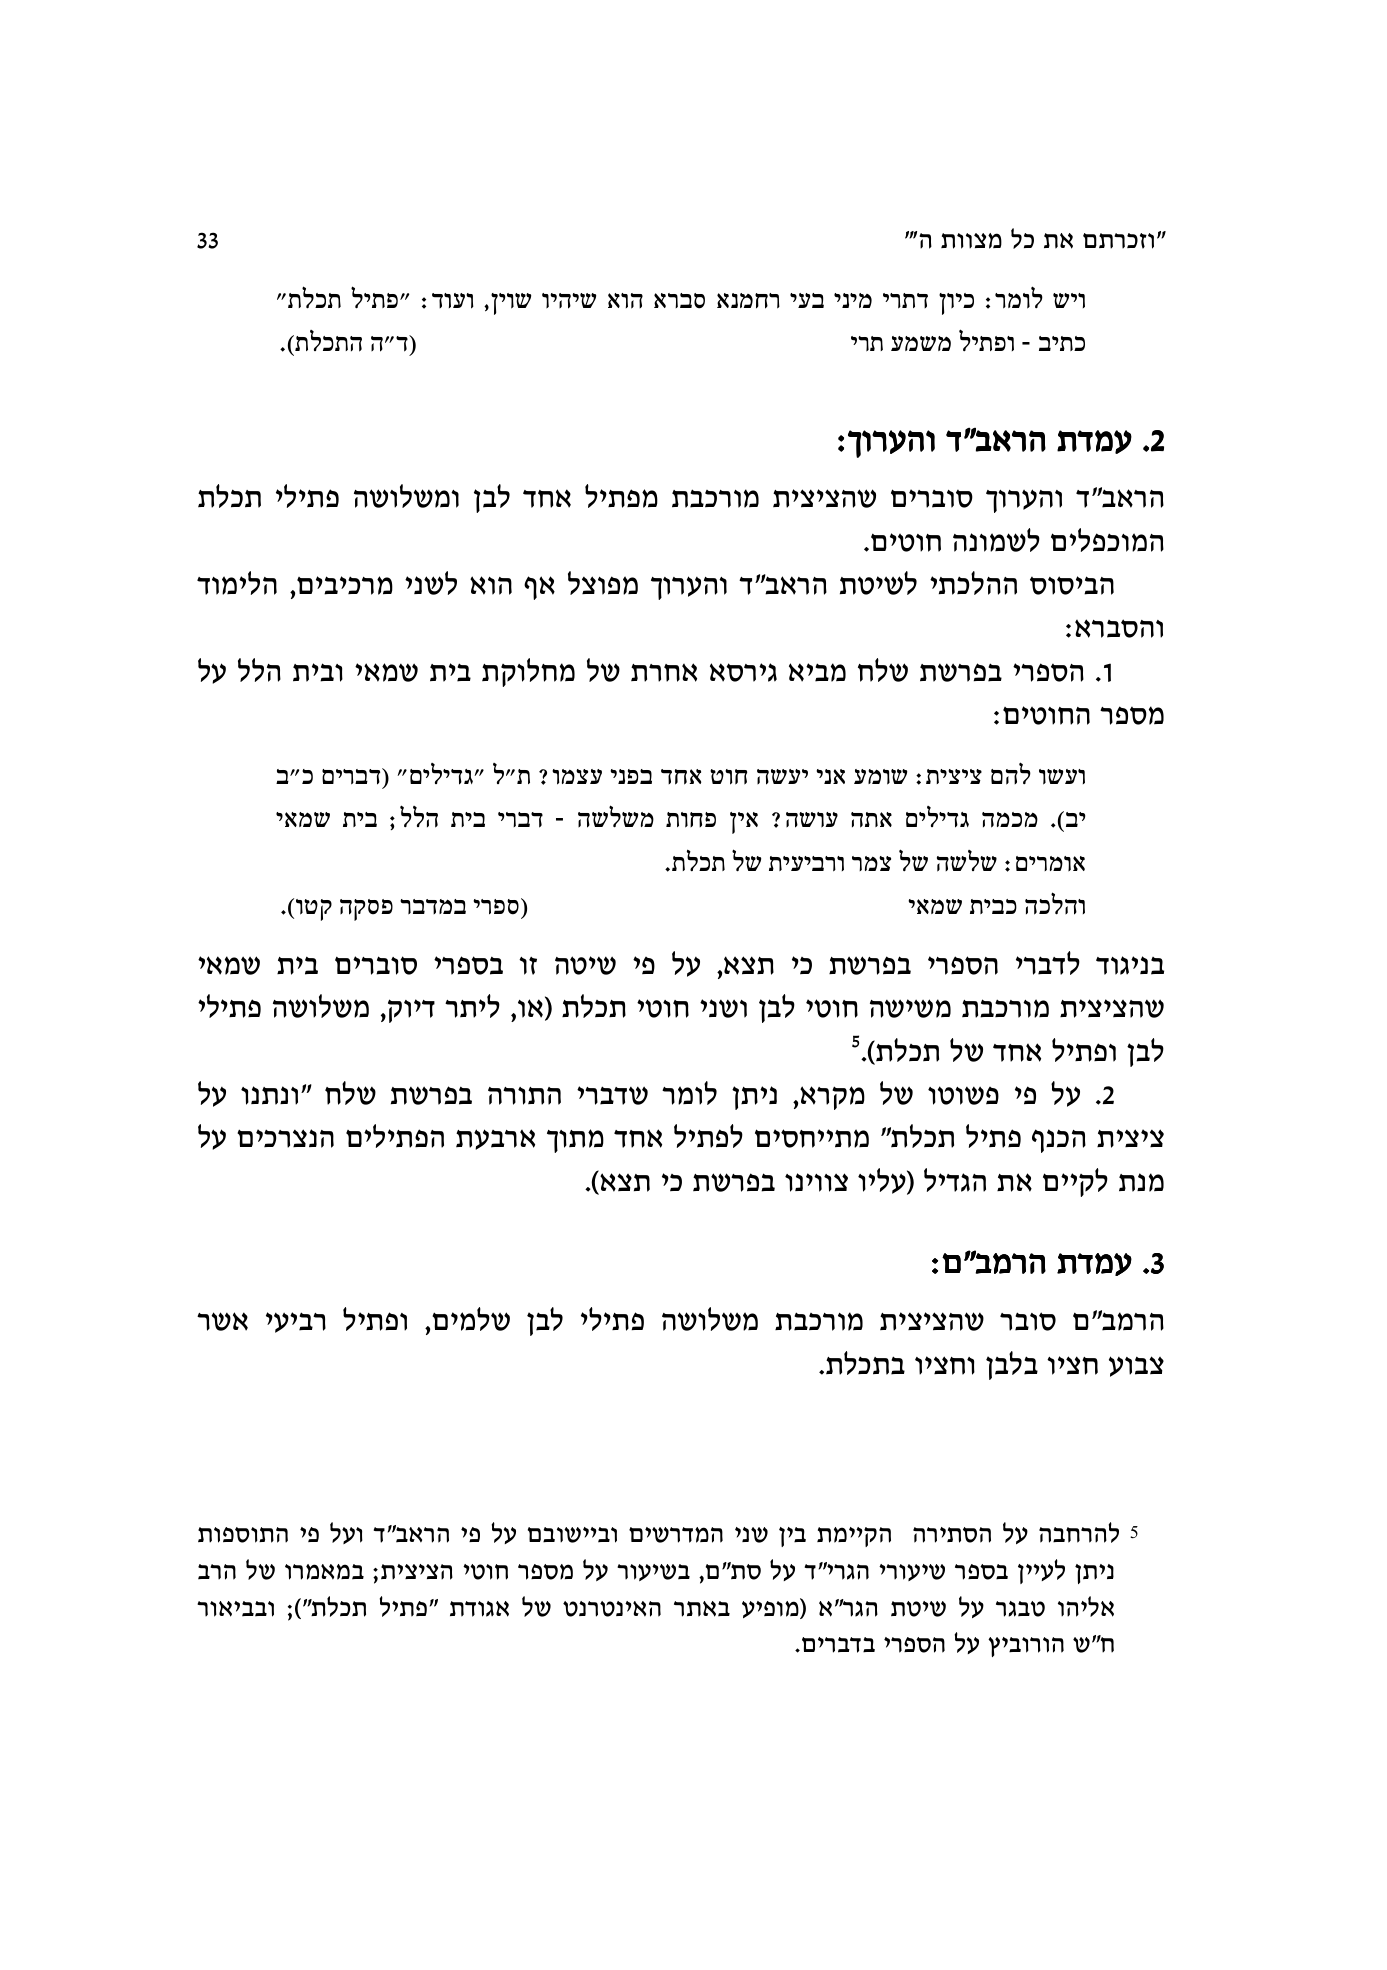 "וזכרתם את כל מצוות ה'" 33
ויש לומר: כיון דתרי מיני בעי רחמנא סברא הוא שיהיו שוין, ועוד: "פתיל תכלת"
כתיב - ופתיל משמע תרי (ד"ה התכלת).
2. עמדת הראב"ד והערוך:
הראב"ד והערוך סוברים שהציצית מורכבת מפתיל אחד לבן ומשלושה פתילי תכלת
המוכפלים לשמונה חוטים.
הביסוס ההלכתי לשיטת הראב"ד והערוך מפוצל אף הוא לשני מרכיבים, הלימוד
והסברא:
1. הספרי בפרשת שלח מביא גירסא אחרת של מחלוקת בית שמאי ובית הלל על
מספר החוטים:
ועשו להם ציצית: שומע אני יעשה חוט אחד בפני עצמו? ת"ל "גדילים" (דברים כ"ב
יב). מכמה גדילים אתה עושה? אין פחות משלשה - דברי בית הלל; בית שמאי
אומרים: שלשה של צמר ורביעית של תכלת.
והלכה כבית שמאי (ספרי במדבר פסקה קטו).
בניגוד לדברי הספרי בפרשת כי תצא, על פי שיטה זו בספרי סוברים בית שמאי
שהציצית מורכבת משישה חוטי לבן ושני חוטי תכלת (או, ליתר דיוק, משלושה פתילי
לבן ופתיל אחד של תכלת).5
2. על פי פשוטו של מקרא, ניתן לומר שדברי התורה בפרשת שלח "ונתנו על
ציצית הכנף פתיל תכלת" מתייחסים לפתיל אחד מתוך ארבעת הפתילים הנצרכים על
מנת לקיים את הגדיל (עליו צווינו בפרשת כי תצא).
3. עמדת הרמב"ם:
הרמב"ם סובר שהציצית מורכבת משלושה פתילי לבן שלמים, ופתיל רביעי אשר
צבוע חציו בלבן וחציו בתכלת.
5 להרחבה על הסתירה הקיימת בין שני המדרשים וביישובם על פי הראב"ד ועל פי התוספות
ניתן לעיין בספר שיעורי הגרי"ד על סת"ם, בשיעור על מספר חוטי הציצית; במאמרו של הרב
אליהו טבגר על שיטת הגר"א (מופיע באתר האינטרנט של אגודת "פתיל תכלת"); ובביאור
ח"ש הורוביץ על הספרי בדברים.